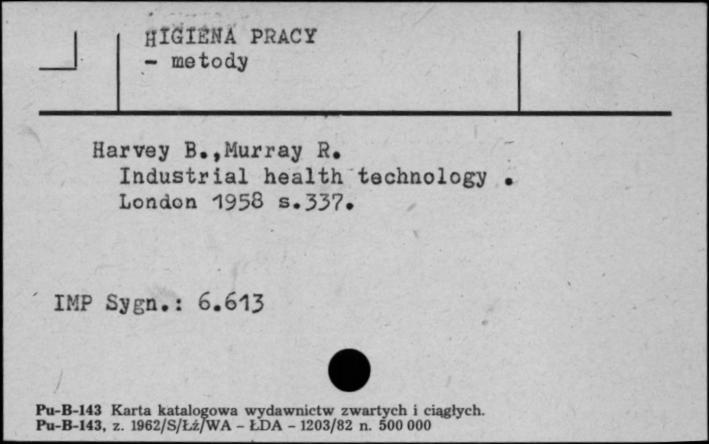 HIGIENA PRACY
- metody
Harvey B.,Murray R.
Industrial health technology .
London 1958 s.337.
IMP Sygn.: 6.613
Pu-B-143 Karta katalogowa wydawnictw zwartych i ciągłych.
Pu-B-143, z. 1962/S/Łż/WA - ŁDA - 1203/82 n. 500 000